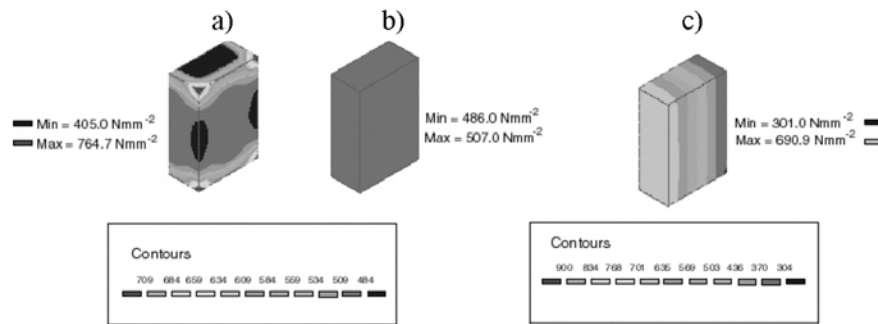 a) b) c)
Min = 405.0 Nmm-2
Max = 764.7 Nmm-2
Min = 486.0 Nmm-2
Max = 507.0 Nmm-2
Min = 301.0 Nmm-2
Max = 690.9 Nmm-2
Contours
709 684 659 634 609 584 559 534 509 484
Contours
900 834 768 701 635 569 503 436 370 304